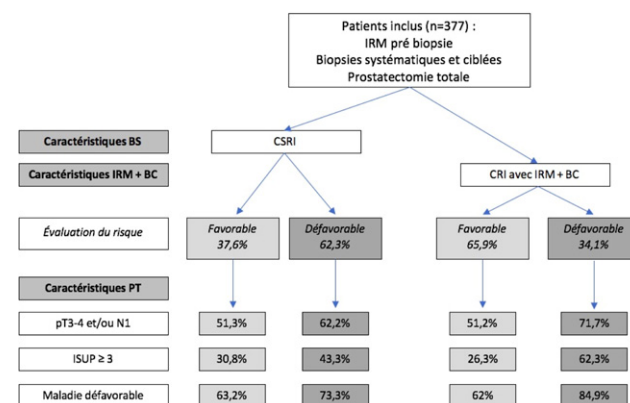 Patients inclus (n=377) :
IRM pré biopsie
Biopsies systématiques et ciblées
Prostatectomie totale
Caractéristiques BS
CSRI
Caractéristiques IRM + BC
CRI avec IRM + BC
Évaluation du risque
Favorable
37,6%
Défavorable
62,3%
Favorable
65,9%
Défavorable
34,1%
Caractéristiques PT
pT3-4 et/ou N1
51,3%
62,2%
51,2%
71,7%
ISUP ≥ 3
30,8%
43,3%
26,3%
62,3%
Maladie défavorable
63,2%
73,3%
62%
84,9%